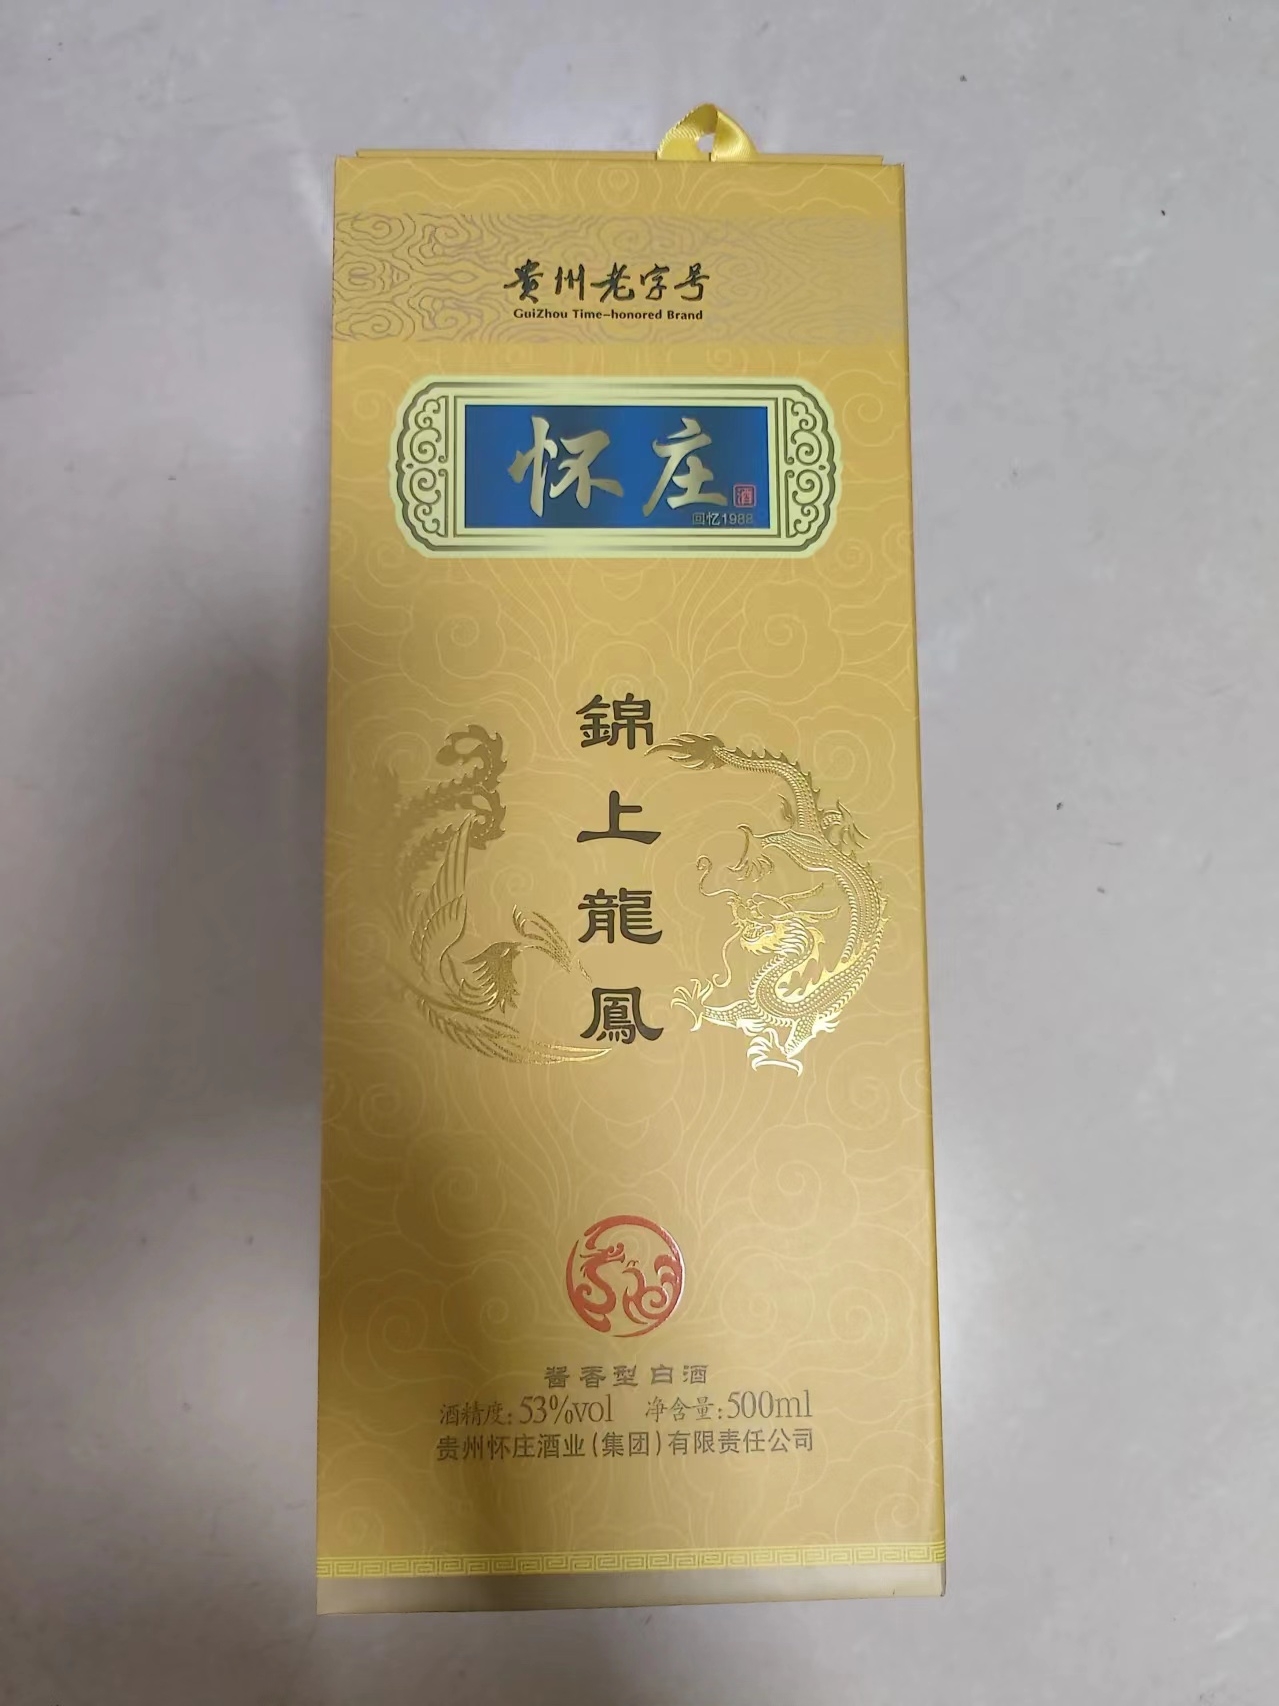 贵州老字号
GuiZhou Time-honored Brand
怀庄
酒
回忆1988
錦上龍鳳
酱香型白酒
酒精度:53%vol 净含量:500ml
贵州怀庄酒业(集团)有限责任公司